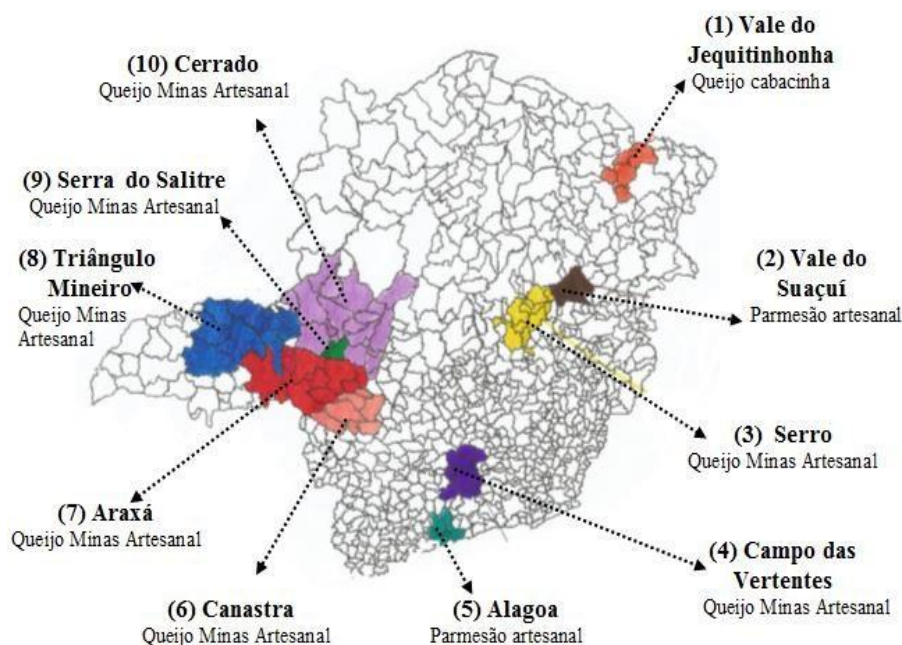 (1) Vale do
Jequitinhonha
Queijo cabacinha
(10) Cerrado
Queijo Minas Artesanal
(9) Serra do Salitre
Queijo Minas Artesanal
(8) Triângulo
Mineiro
Queijo Minas
Artesanal
(2) Vale do
Suaçuí
Parmesão artesanal
(3) Serro
Queijo Minas Artesanal
(7) Araxá
Queijo Minas Artesanal
(4) Campo das
Vertentes
Queijo Minas Artesanal
(6) Canastra
Queijo Minas Artesanal
(5) Alagoa
Parmesão artesanal